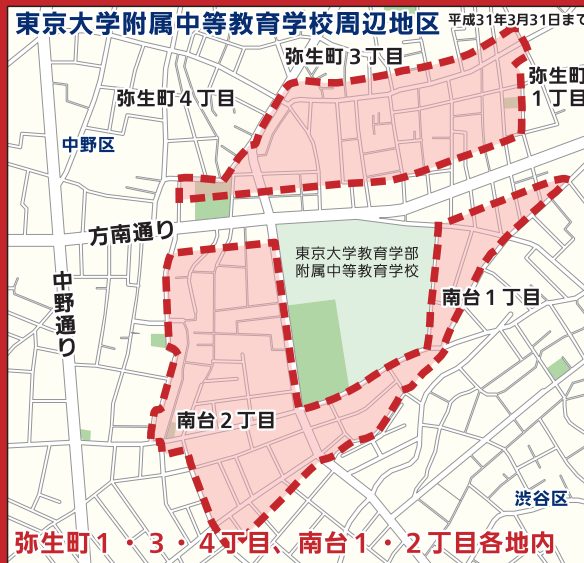 東京大学附属中等教育学校周辺地区 平成31年3月31日まで
弥生町3丁目
弥生町
1丁目
弥生町4丁目
中野区
方南通り
中野通り
東京大学教育学部
附属中等教育学校
南台1丁目
南台2丁目
渋谷区
弥生町1・3・4丁目、南台1・2丁目各地内